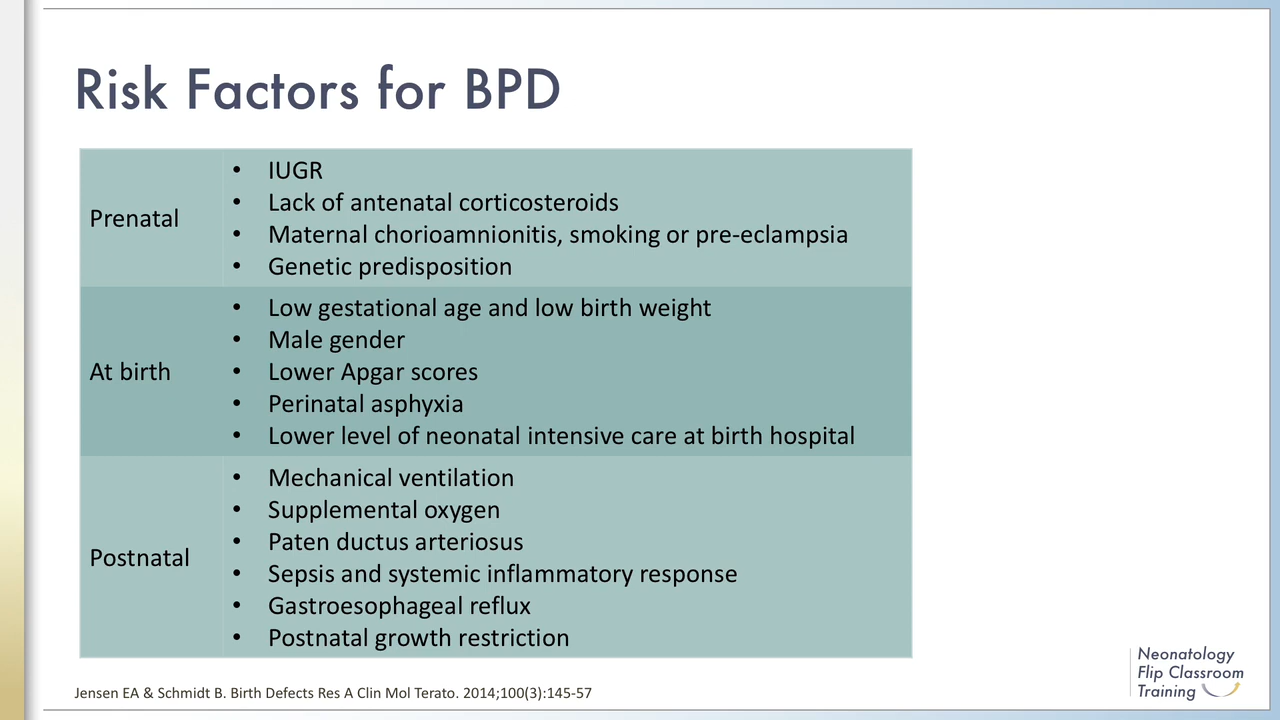 Risk Factors for BPD
Prenatal
• IUGR
• Lack of antenatal corticosteroids
• Maternal chorioamnionitis, smoking or pre-eclampsia
• Genetic predisposition
At birth
• Low gestational age and low birth weight
• Male gender
• Lower Apgar scores
• Perinatal asphyxia
• Lower level of neonatal intensive care at birth hospital
Postnatal
• Mechanical ventilation
• Supplemental oxygen
• Paten ductus arteriosus
• Sepsis and systemic inflammatory response
• Gastroesophageal reflux
• Postnatal growth restriction
Jensen EA & Schmidt B. Birth Defects Res A Clin Mol Terato. 2014;100(3):145-57
Neonatology
Flip Classroom
Training